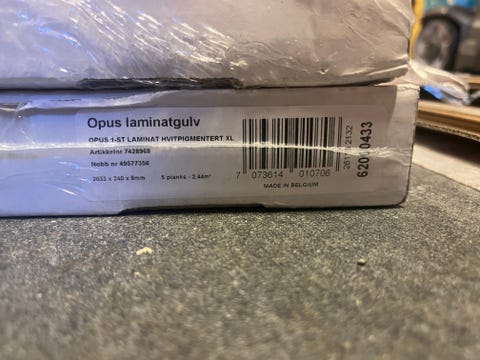 Opus laminatgulv
OPUS 1-ST LAMINAT HVITPIGMENTERT XL
Artikkelnr 7428968
Nobb nr 49577356
2033 x 240 x 8mm 5 planks - 2.44m²
7 073614 010706
MADE IN BELGIUM
62010433